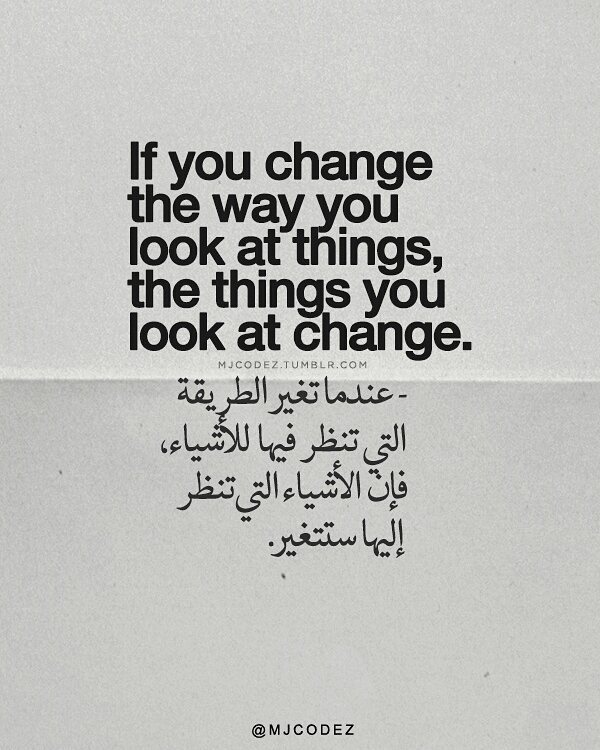 If you change
the way you
look at things,
the things you
look at change.
MJCODEZ.TUMBLR.COM
- عندما تغير الطريقة
التي تنظر فيها للأشياء،
فإن الأشياء التي تنظر
إليها ستتغير.
@MJCODEZ